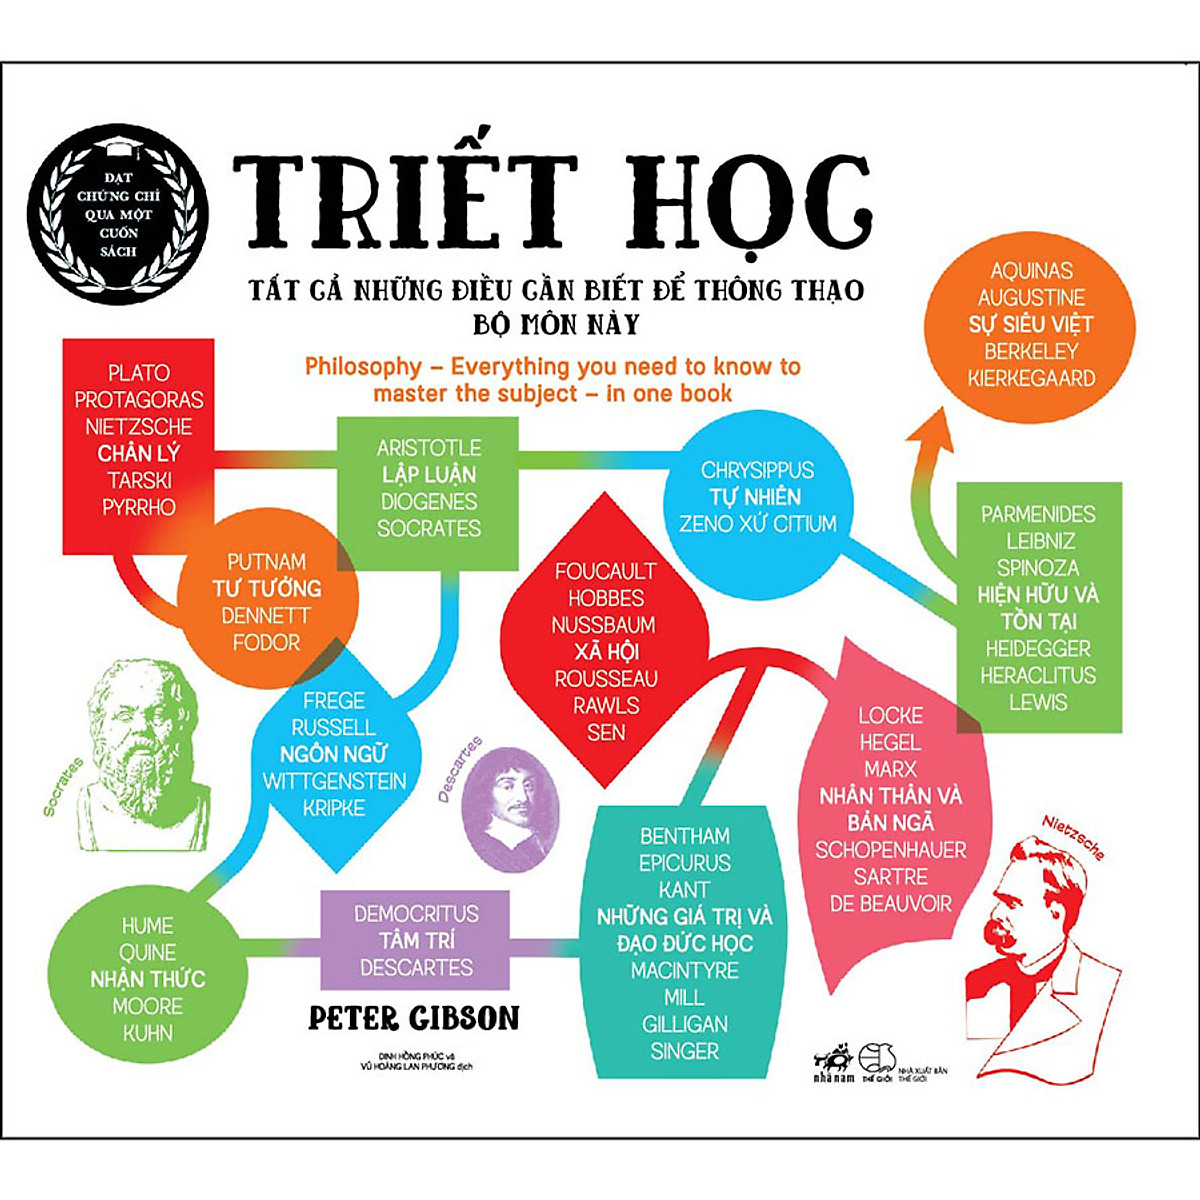 ĐẠT
CHỨNG CHỈ
QUA MỘT
CUỐN
SÁCH
TRIẾT HỌC
TẤT CẢ NHỮNG ĐIỀU CẦN BIẾT ĐỂ THÔNG THẠO
BỘ MÔN NÀY
Philosophy – Everything you need to know to
master the subject – in one book
AQUINAS
AUGUSTINE
SỰ SIÊU VIỆT
BERKELEY
KIERKEGAARD
PLATO
PROTAGORAS
NIETZSCHE
CHÂN LÝ
TARSKI
PYRRHO
ARISTOTLE
LẬP LUẬN
DIOGENES
SOCRATES
CHRYSIPPUS
TỰ NHIÊN
ZENO XỨ CITIUM
PARMENIDES
LEIBNIZ
SPINOZA
HIỆN HỮU VÀ
TỒN TẠI
HEIDEGGER
HERACLITUS
LEWIS
PUTNAM
TƯ TƯỞNG
DENNETT
FODOR
FOUCAULT
HOBBES
NUSSBAUM
XÃ HỘI
ROUSSEAU
RAWLS
SEN
FREGE
RUSSELL
NGÔN NGỮ
WITTGENSTEIN
KRIPKE
LOCKE
HEGEL
MARX
NHÂN THÂN VÀ
BẢN NGÃ
SCHOPENHAUER
SARTRE
DE BEAUVOIR
Socrates
Descartes
Nietzsche
BENTHAM
EPICURUS
KANT
NHỮNG GIÁ TRỊ VÀ
ĐẠO ĐỨC HỌC
MACINTYRE
MILL
GILLIGAN
SINGER
HUME
QUINE
NHẬN THỨC
MOORE
KUHN
DEMOCRITUS
TÂM TRÍ
DESCARTES
PETER GIBSON
ĐINH HỒNG PHÚC và
VŨ HOÀNG LAN PHƯƠNG dịch
nhã nam
THẾ GIỚI
NHÀ XUẤT BẢN
THẾ GIỚI